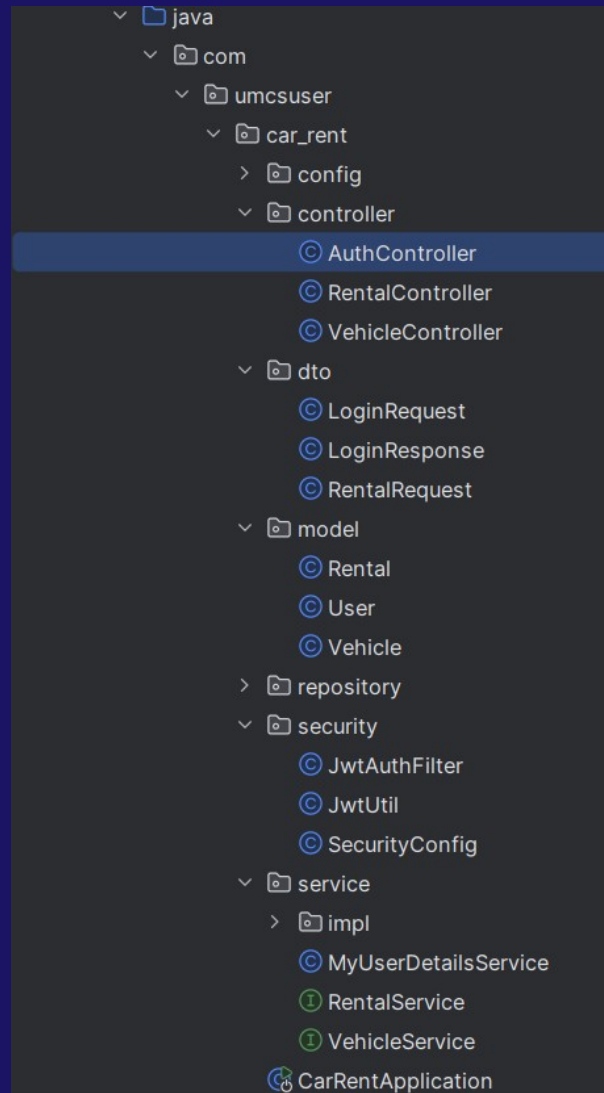 java
com
umcsuser
car_rent
config
controller
AuthController
RentalController
VehicleController
dto
LoginRequest
LoginResponse
RentalRequest
model
Rental
User
Vehicle
repository
security
JwtAuthFilter
JwtUtil
SecurityConfig
service
impl
MyUserDetailsService
RentalService
VehicleService
CarRentApplication